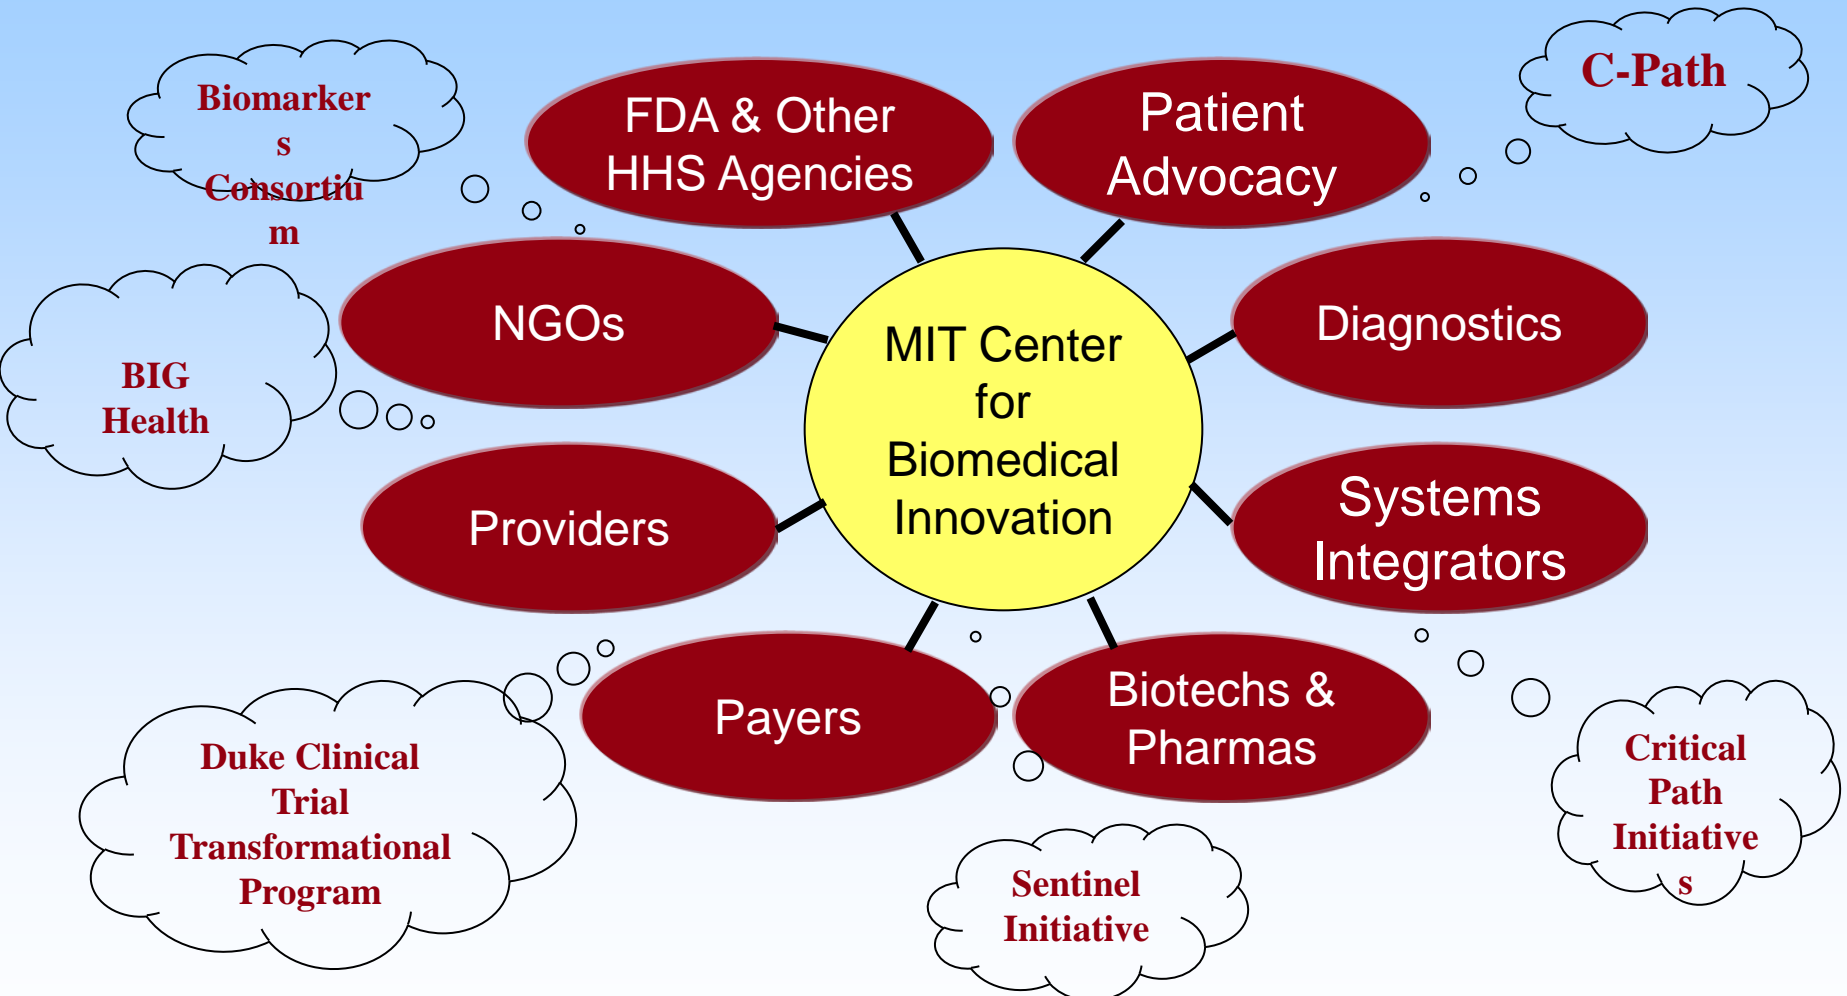 Biomarker
s
Consortiu
m
FDA & Other
HHS Agencies
Patient
Advocacy
C-Path
NGOs
MIT Center
for
Biomedical
Innovation
Diagnostics
BIG
Health
Providers
Systems
Integrators
Payers
Biotechs &
Pharmas
Duke Clinical
Trial
Transformational
Program
Sentinel
Initiative
Critical
Path
Initiative
s